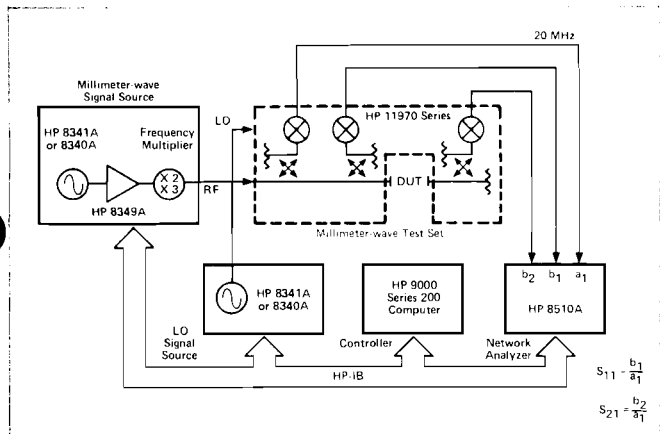 20 MHz
Millimeter-wave
Signal Source
HP 8341A
or 8340A
Frequency
Multiplier
X 2
X 3
HP 8349A
RF
LO
HP 11970 Series
DUT
Millimeter-wave Test Set
HP 8341A
or 8340A
LO
Signal
Source
HP 9000
Series 200
Computer
Controller
b2 b1 a1
HP 8510A
Network
Analyzer
HP-IB
S11 = b1/a1
S21 = b2/a1